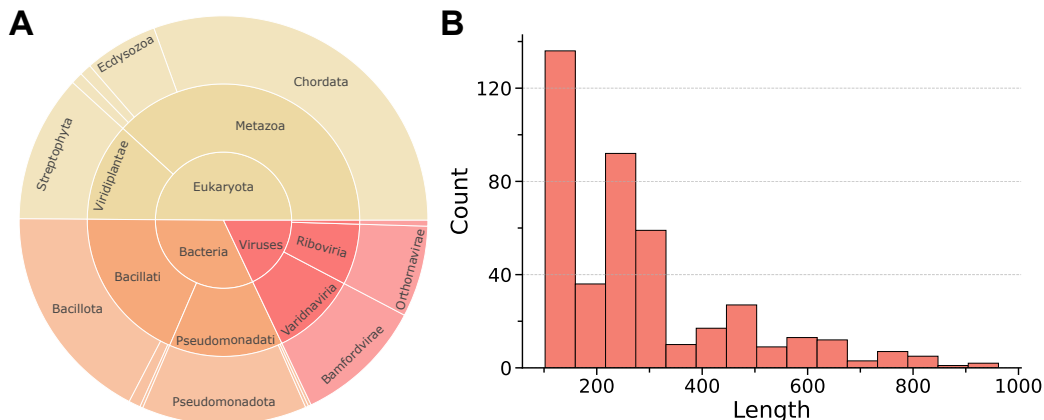 A
Ecdysozoa
Chordata
Metazoa
Streptophyta
Viridiplantae
Eukaryota
Bacteria
Viruses
Riboviria
Orthornavirae
Bacillati
Bacillota
Varidnaviria
Pseudomonadati
Bamfordvirae
Pseudomonadota
B
Count
120
80
40
0
200
400
600
800
1000
Length